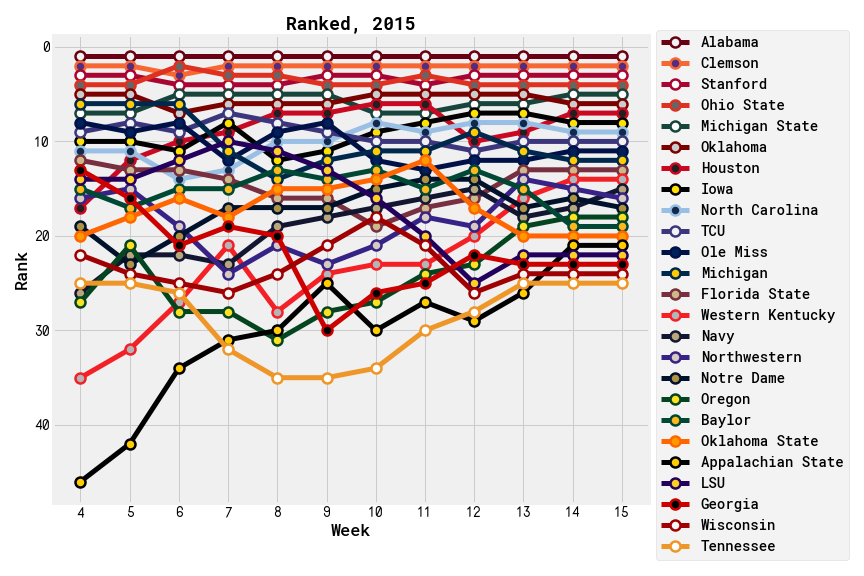 Ranked, 2015
0
10
20
30
40
Rank
4 5 6 7 8 9 10 11 12 13 14 15
Week
Alabama
Clemson
Stanford
Ohio State
Michigan State
Oklahoma
Houston
Iowa
North Carolina
TCU
Ole Miss
Michigan
Florida State
Western Kentucky
Navy
Northwestern
Notre Dame
Oregon
Baylor
Oklahoma State
Appalachian State
LSU
Georgia
Wisconsin
Tennessee